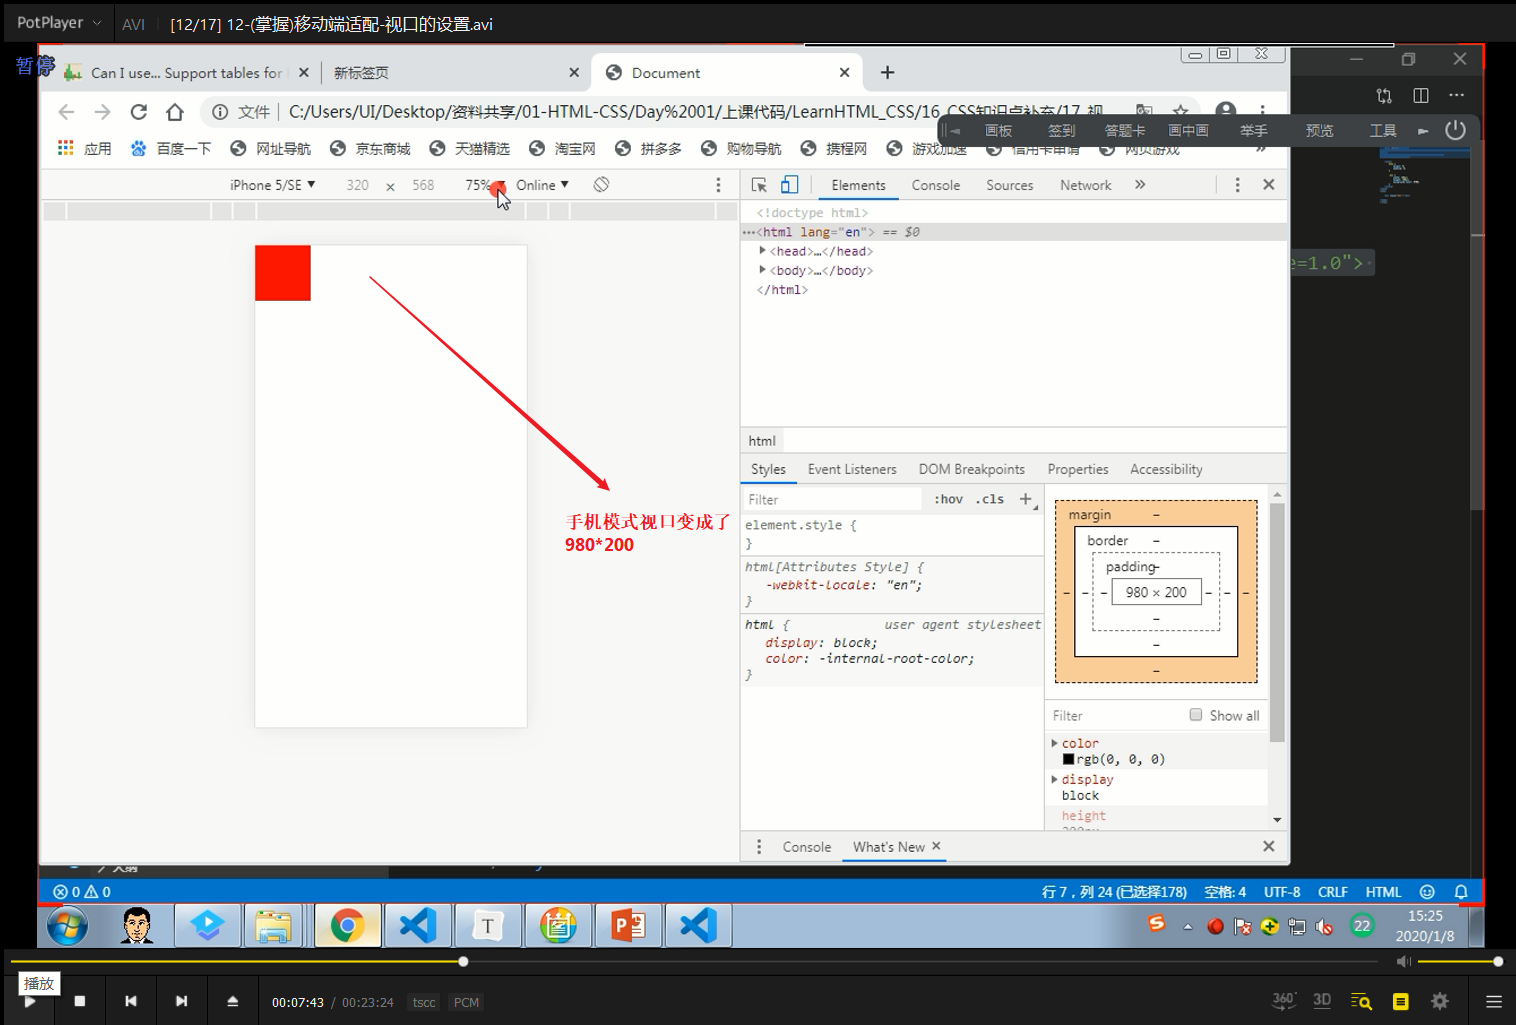 PotPlayer
AVI
[12/17] 12-(掌握)移动端适配-视口的设置.avi
暂停
Can I use... Support tables for
新标签页
Document
文件
C:/Users/UI/Desktop/资料共享/01-HTML-CSS/Day%2001/上课代码/LearnHTML_CSS/16_CSS知识点补充/17_视
画板
签到
答题卡
画中画
举手
预览
工具
应用
百度一下
网址导航
京东商城
天猫精选
淘宝网
拼多多
购物导航
携程网
游戏加速
信用卡申请
网页游戏
»
iPhone 5/SE
320
×
568
75%
Online
Elements
Console
Sources
Network
»
<!doctype html>
•••<html lang="en"> == $0
<head>…</head>
<body>…</body>
</html>
e=1.0">
手机模式视口变成了
980*200
html
Styles
Event Listeners
DOM Breakpoints
Properties
Accessibility
Filter
:hov
.cls
+
element.style {
}
html[Attributes Style] {
-webkit-locale: "en";
}
html {
user agent stylesheet
display: block;
color: -internal-root-color;
}
margin
–
border
–
padding
–
– – – 980 × 200 – – –
–
–
–
Filter
Show all
color
rgb(0, 0, 0)
display
block
height
200px
Console
What's New
大纲
0
0
行 7，列 24 (已选择178)
空格: 4
UTF-8
CRLF
HTML
T
P
S
22
15:25
2020/1/8
播放
00:07:43 / 00:23:24
tscc
PCM
360°
3D